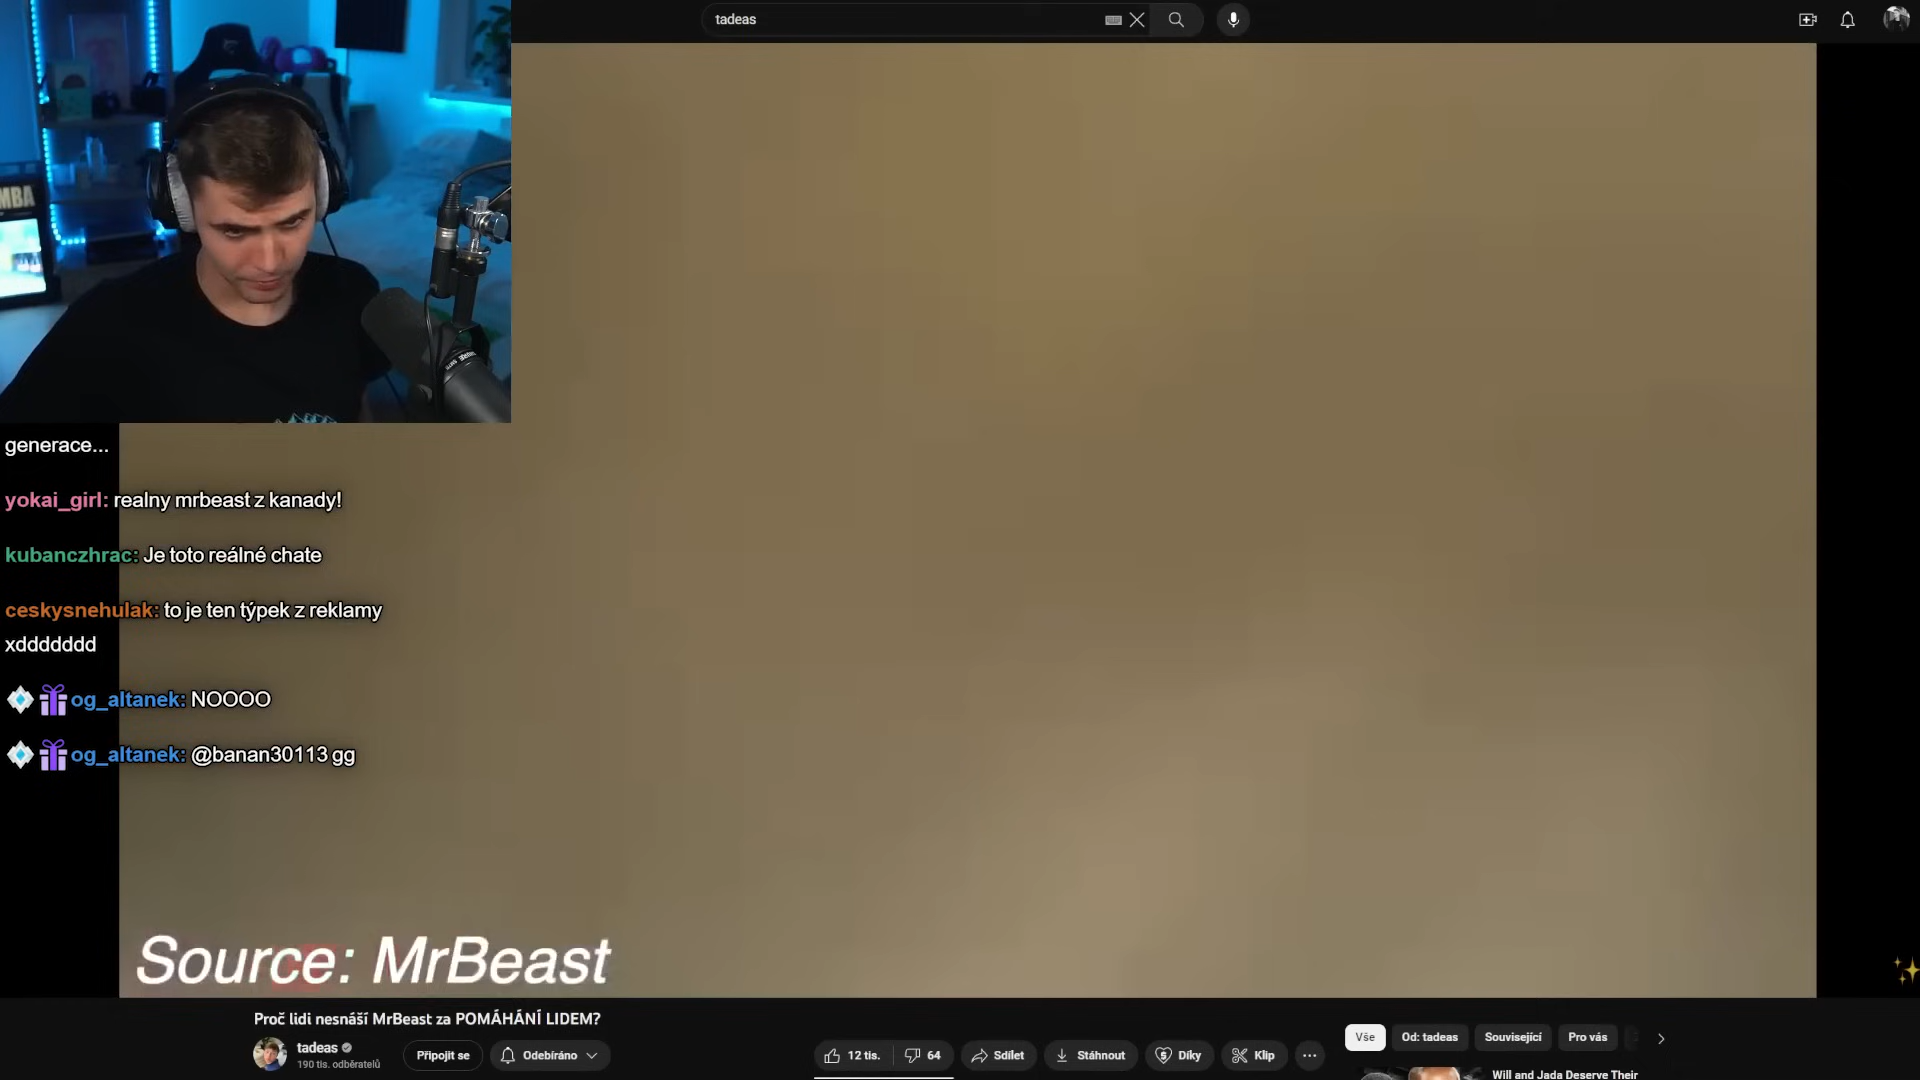 tadeas
MBA
generace...
yokai_girl: realny mrbeast z kanady!
kubanczhrac: Je toto reálné chate
ceskysnehulak: to je ten týpek z reklamy
xddddddd
og_altanek: NOOOO
og_altanek: @banan30113 gg
Source: MrBeast
Proč lidi nesnáší MrBeast za POMÁHÁNÍ LIDEM?
tadeas
190 tis. odběratelů
Připojit se
Odebíráno
12 tis.
64
Sdílet
Stáhnout
Díky
Klip
Vše
Od: tadeas
Související
Pro vás
Will and Jada Deserve Their